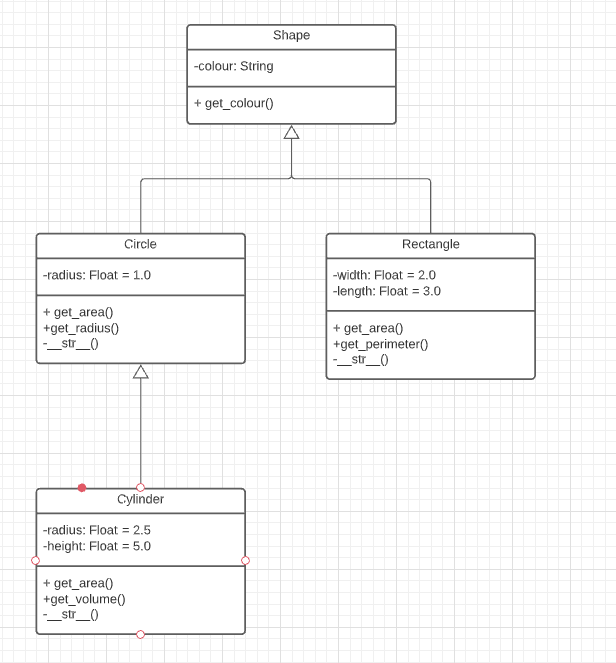 Shape
-colour: String
+ get_colour()
Circle
-radius: Float = 1.0
+ get_area()
+get_radius()
-__str__()
Rectangle
-width: Float = 2.0
-length: Float = 3.0
+ get_area()
+get_perimeter()
-__str__()
Cylinder
-radius: Float = 2.5
-height: Float = 5.0
+ get_area()
+get_volume()
-__str__()